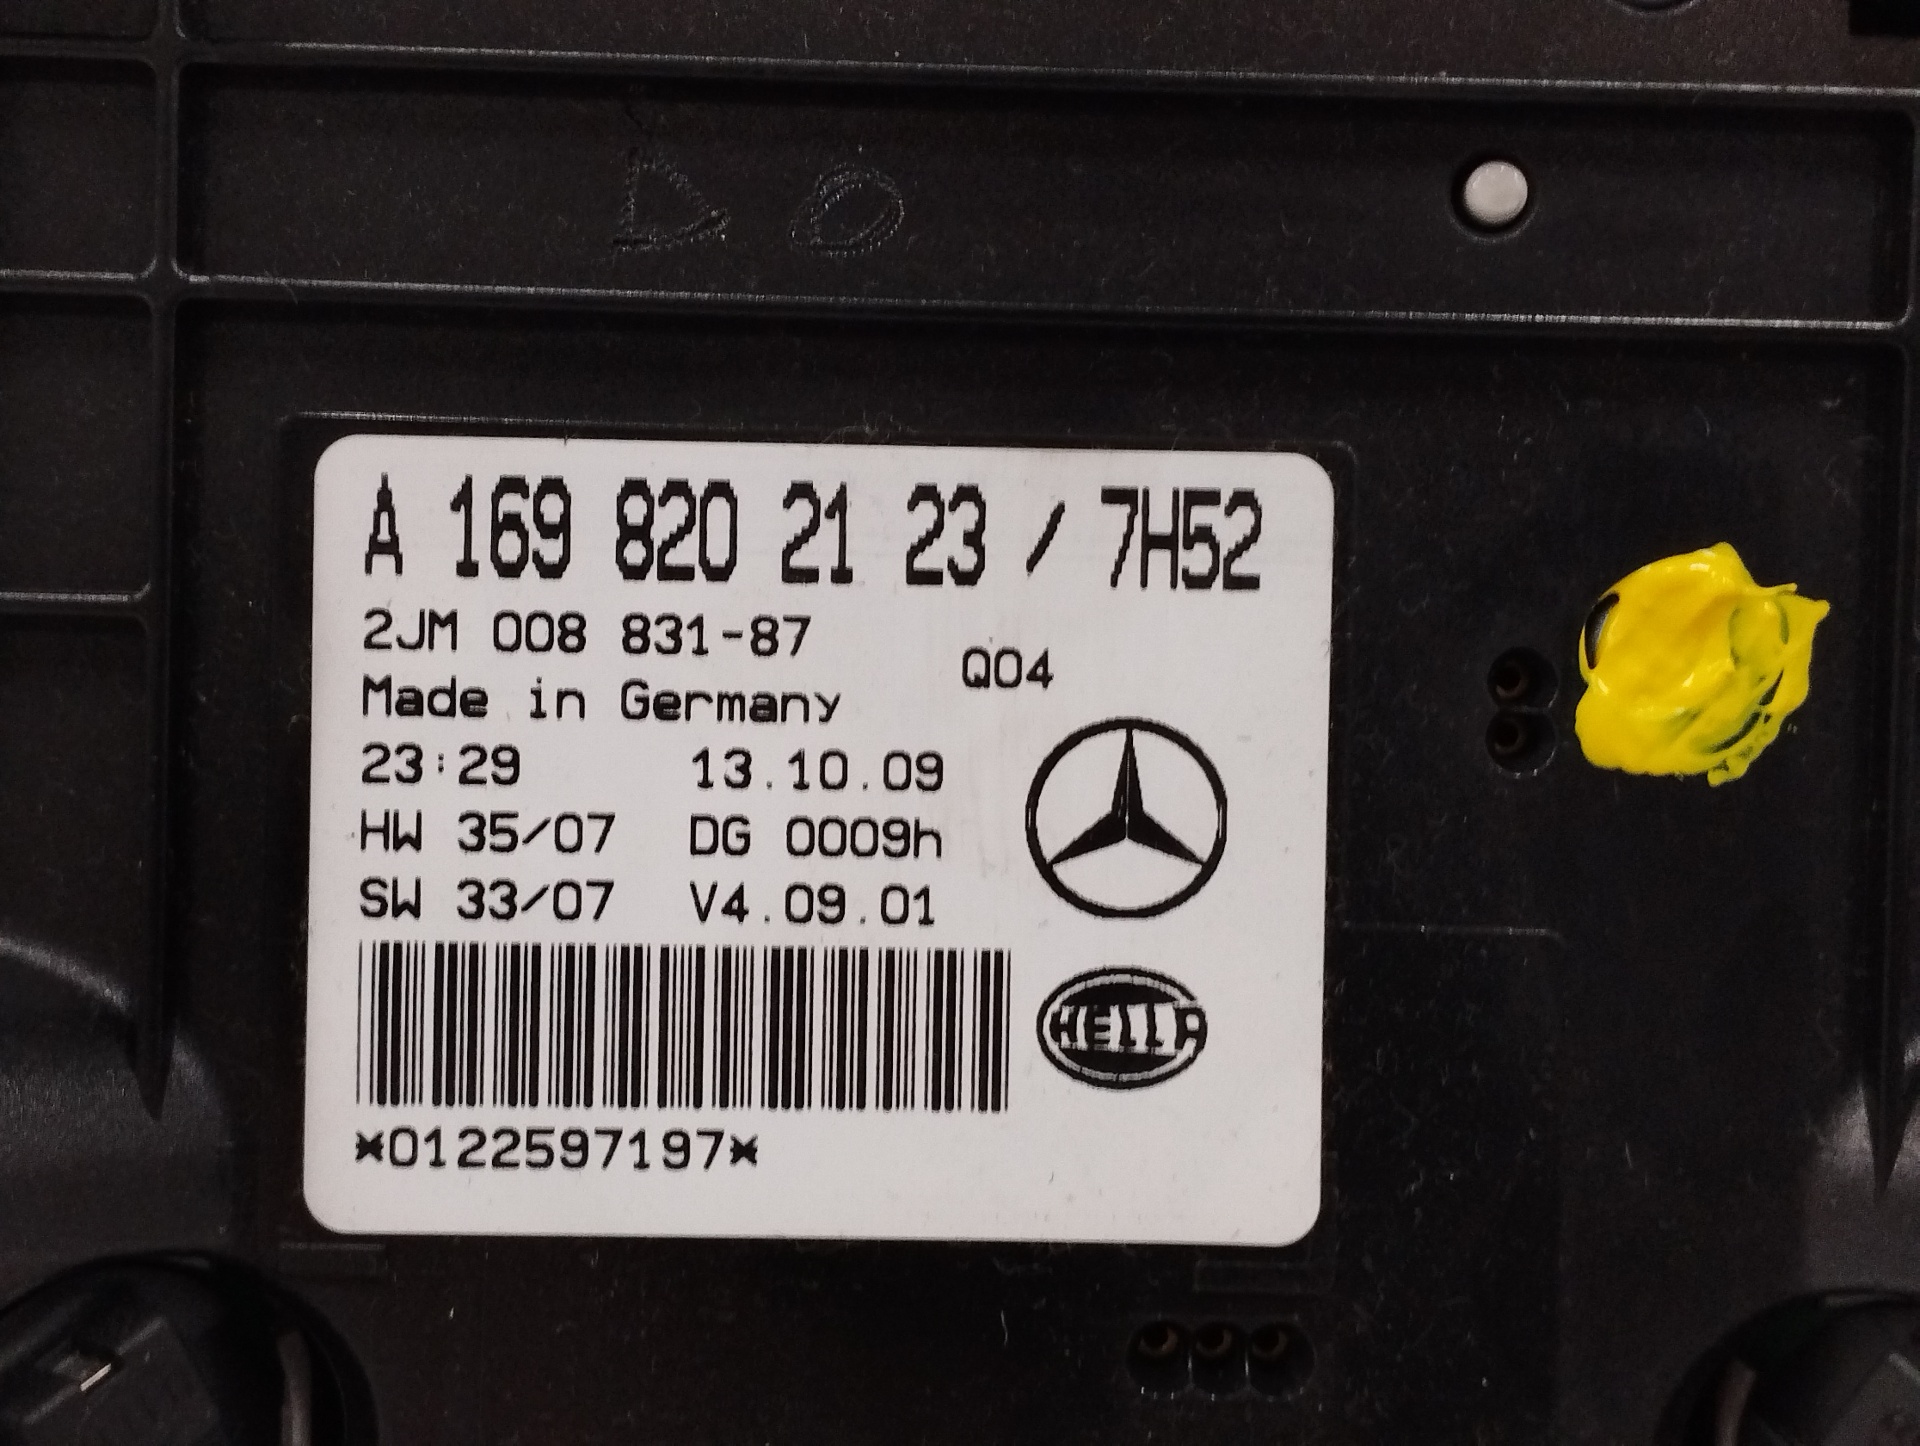 D O
A 169 820 21 23 / 7H52
2JM 008 831-87
Q04
Made in Germany
23:29 13.10.09
HW 35/07 DG 0009h
SW 33/07 V4.09.01
HELLA
*0122597197*